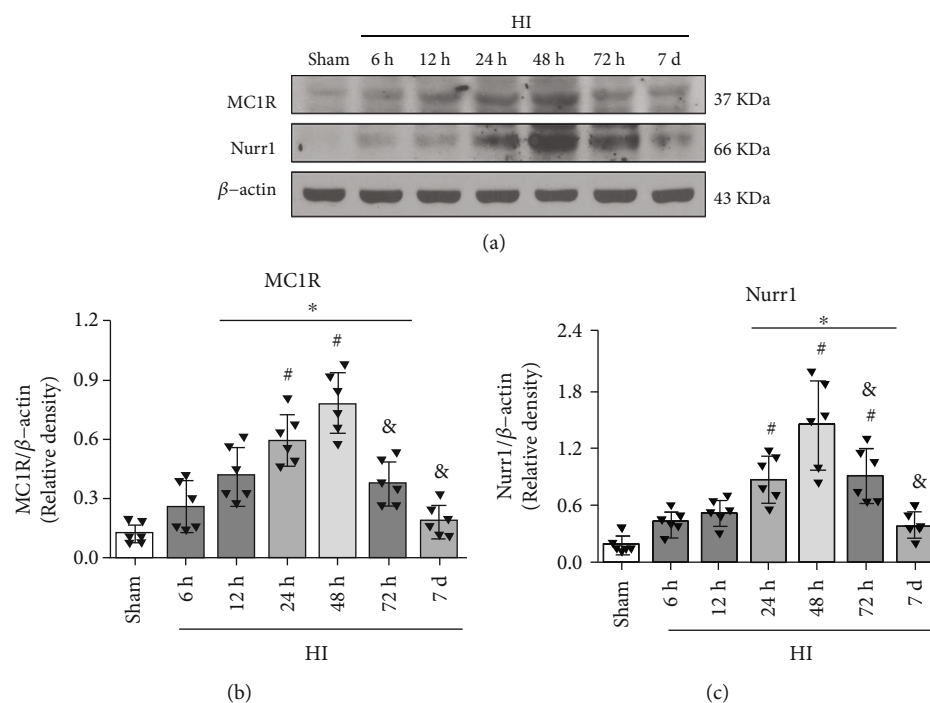 HI
Sham 6 h 12 h 24 h 48 h 72 h 7 d
MC1R 37 KDa
Nurr1 66 KDa
β−actin 43 KDa
(a)
MC1R
MC1R/β−actin
(Relative density)
1.2
0.9
0.6
0.3
0.0
*
#
#
&
&
Sham
6 h
12 h
24 h
48 h
72 h
7 d
HI
(b)
Nurr1
Nurr1/β−actin
(Relative density)
2.4
1.8
1.2
0.6
0.0
*
#
#
&
#
&
Sham
6 h
12 h
24 h
48 h
72 h
7 d
HI
(c)